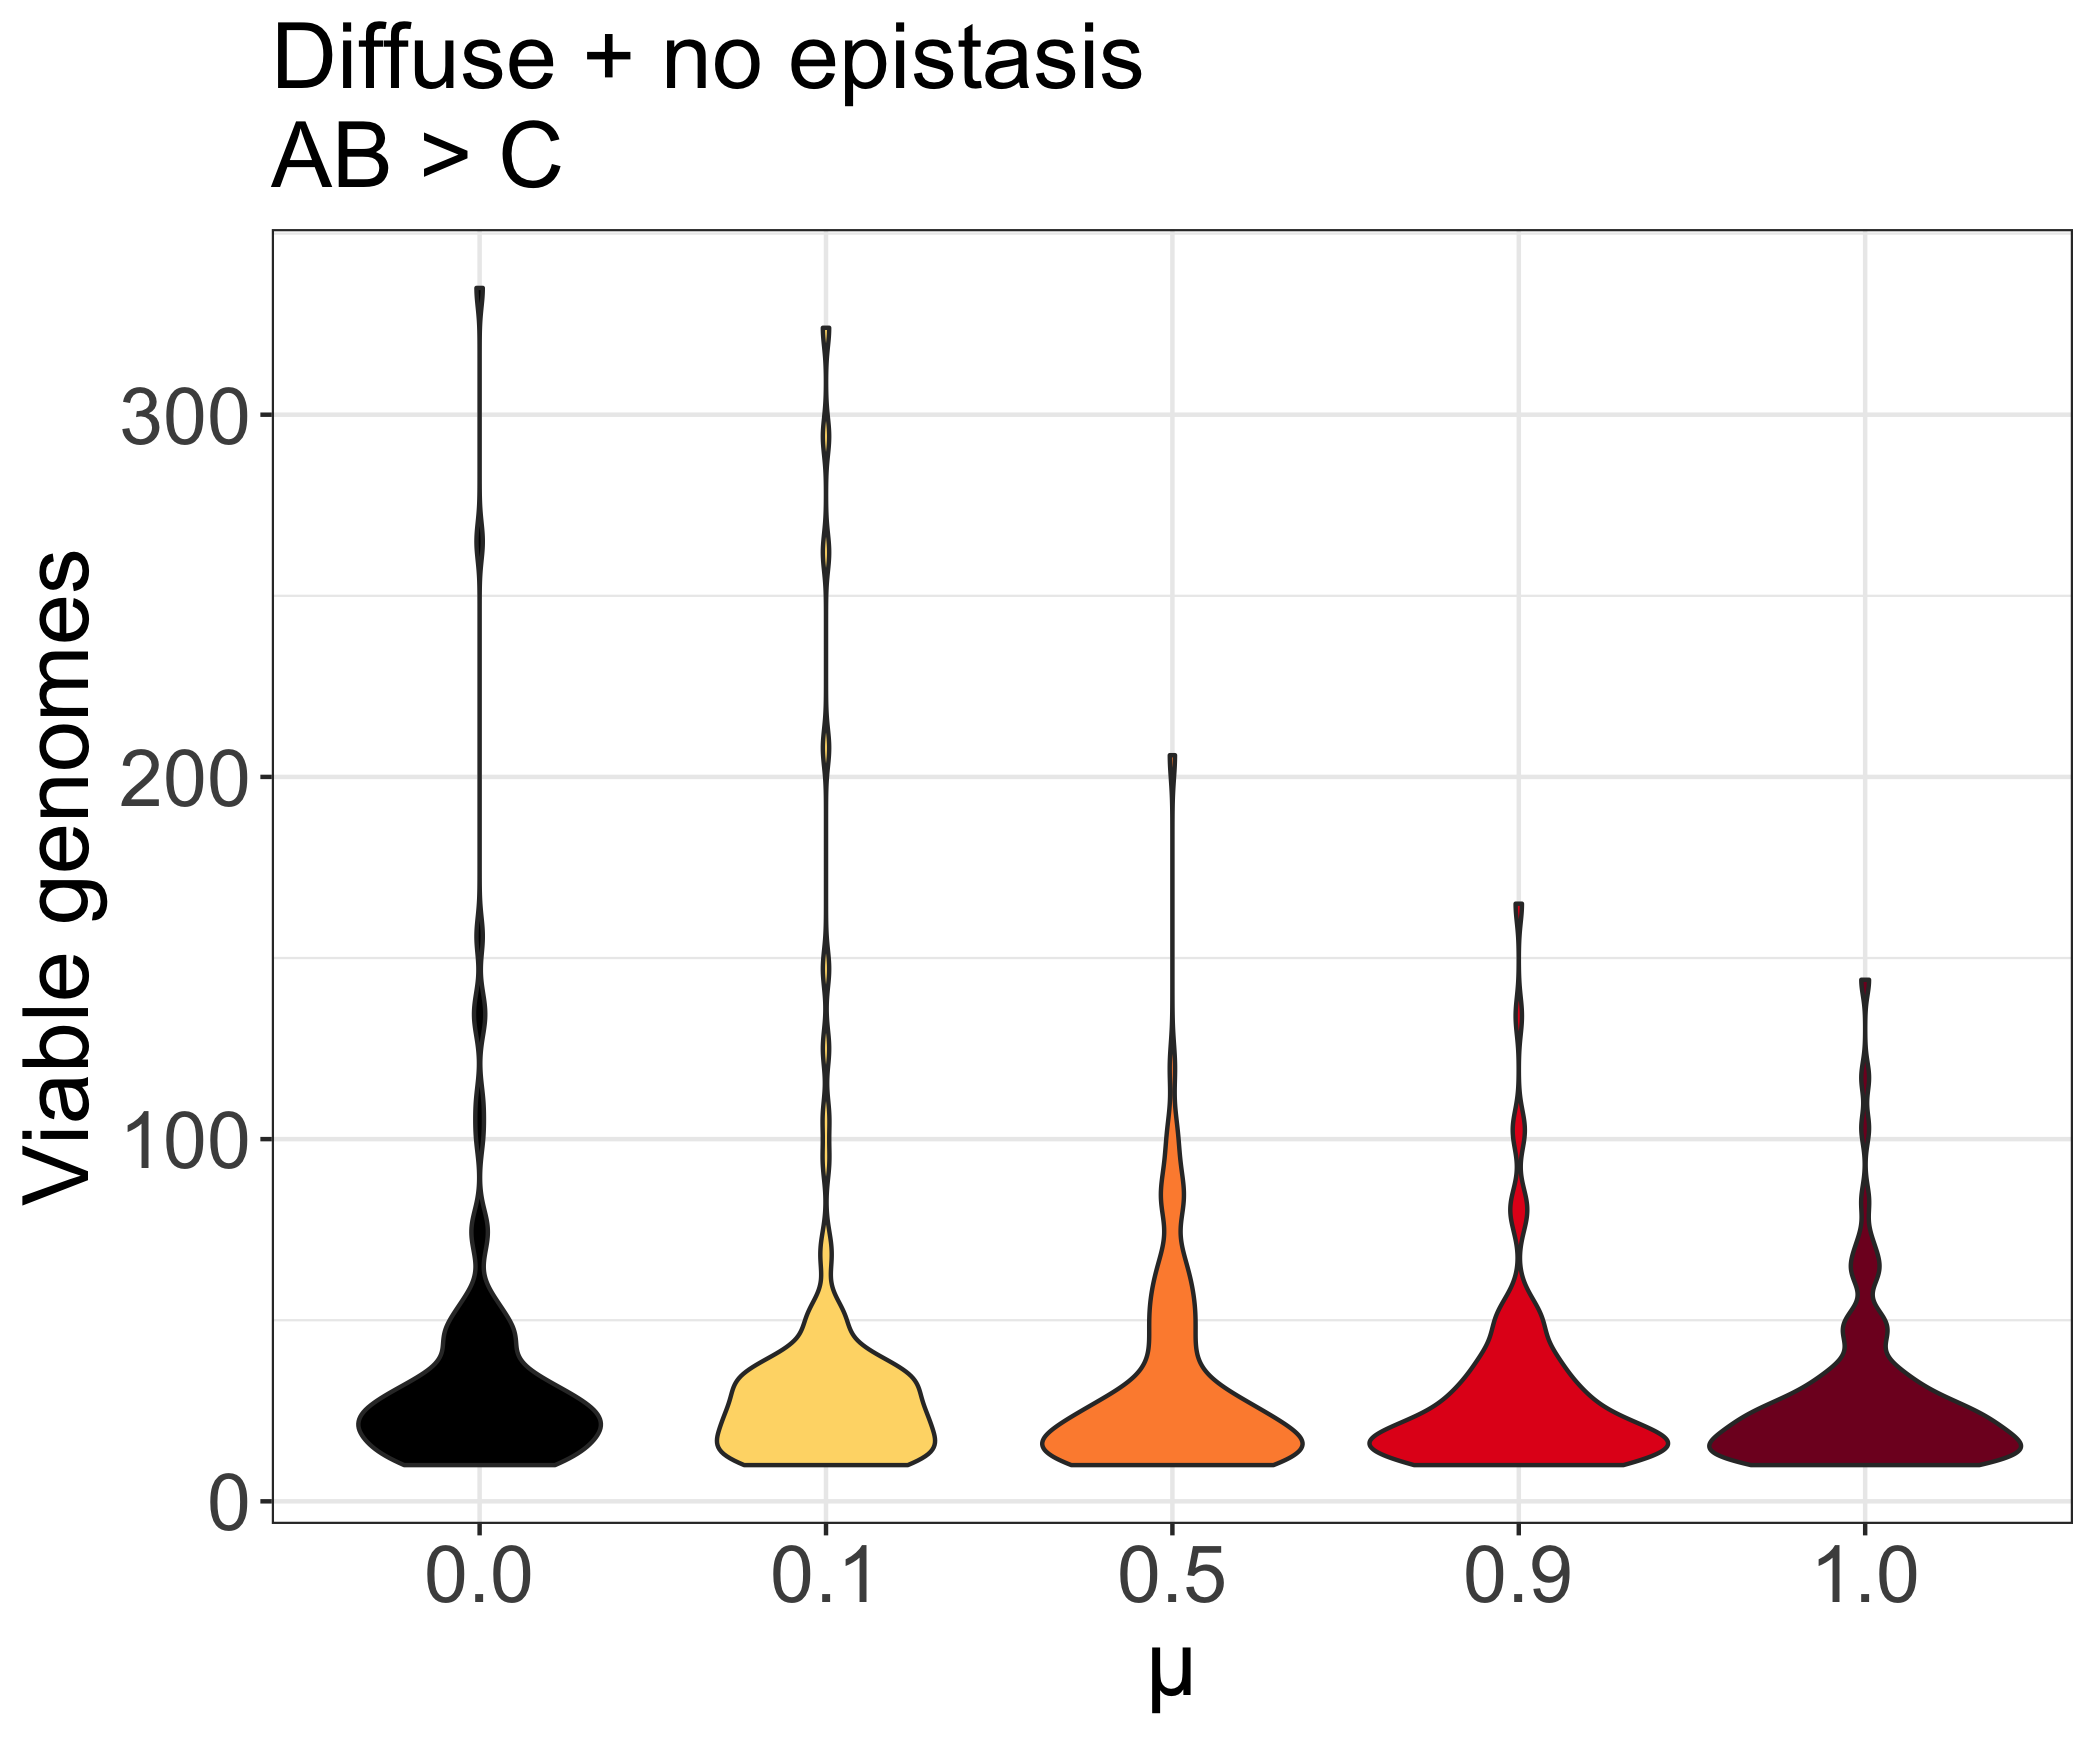 Diffuse + no epistasis
AB > C
Viable genomes
300
200
100
0
0.0 0.1 0.5 0.9 1.0
µ